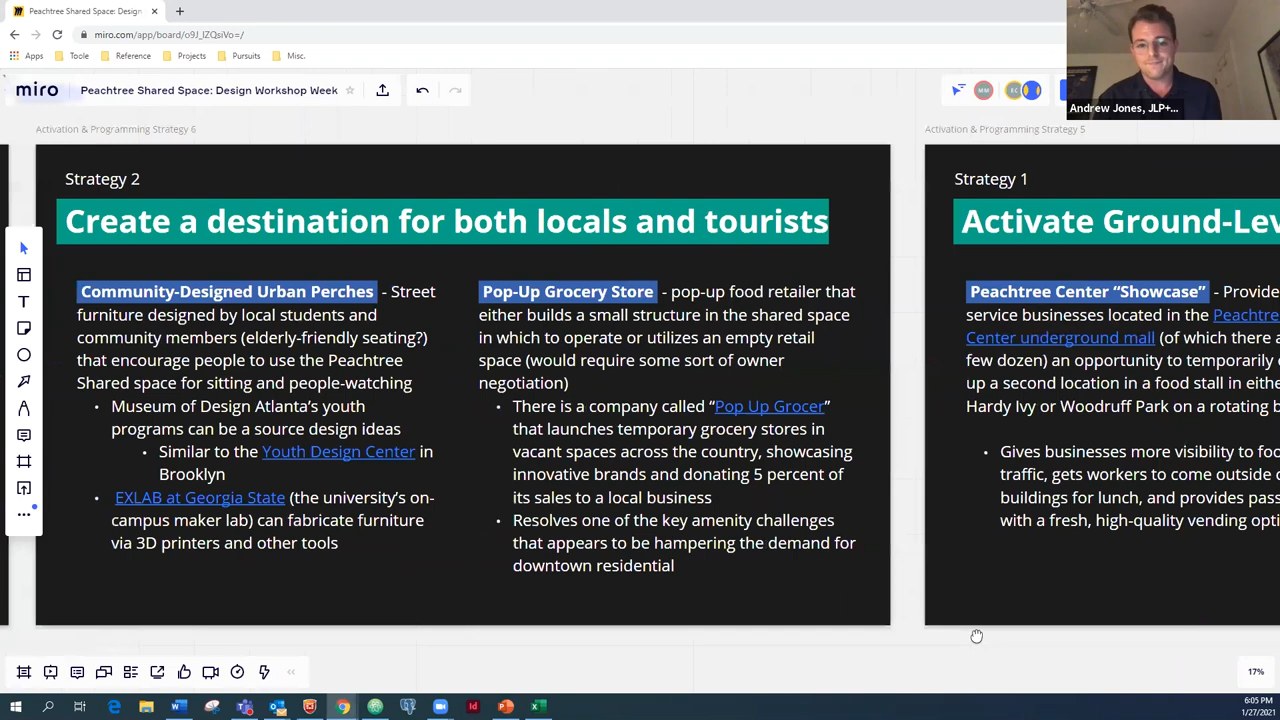 Peachtree Shared Space: Design
miro.com/app/board/o9J_lZQsiVo=/
Apps
Toole
Reference
Projects
Pursuits
Misc.
miro
Peachtree Shared Space: Design Workshop Week
MM
EC
Andrew Jones, JLP+...
Activation & Programming Strategy 6
Strategy 2
Create a destination for both locals and tourists
Community-Designed Urban Perches - Street
furniture designed by local students and
community members (elderly-friendly seating?)
that encourage people to use the Peachtree
Shared space for sitting and people-watching
• Museum of Design Atlanta’s youth
programs can be a source design ideas
• Similar to the Youth Design Center in
Brooklyn
• EXLAB at Georgia State (the university’s on-
campus maker lab) can fabricate furniture
via 3D printers and other tools
Pop-Up Grocery Store - pop-up food retailer that
either builds a small structure in the shared space
in which to operate or utilizes an empty retail
space (would require some sort of owner
negotiation)
• There is a company called “Pop Up Grocer”
that launches temporary grocery stores in
vacant spaces across the country, showcasing
innovative brands and donating 5 percent of
its sales to a local business
• Resolves one of the key amenity challenges
that appears to be hampering the demand for
downtown residential
Activation & Programming Strategy 5
Strategy 1
Activate Ground-Lev
Peachtree Center “Showcase” - Provide
service businesses located in the Peachtree
Center underground mall (of which there a
few dozen) an opportunity to temporarily
up a second location in a food stall in eithe
Hardy Ivy or Woodruff Park on a rotating b
• Gives businesses more visibility to foo
traffic, gets workers to come outside o
buildings for lunch, and provides pass
with a fresh, high-quality vending opti
17%
6:05 PM
1/27/2021